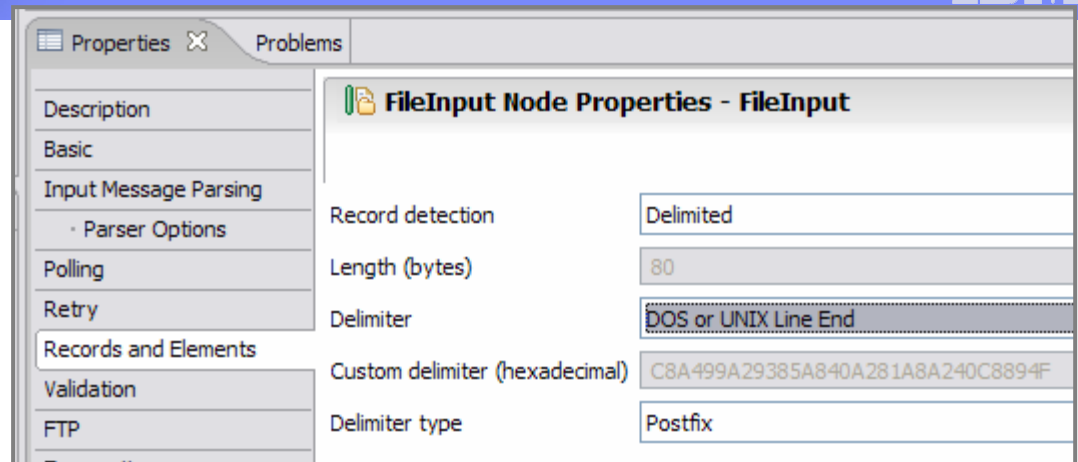 Properties Problems
FileInput Node Properties - FileInput
Description
Basic
Input Message Parsing
Parser Options
Polling
Retry
Records and Elements
Validation
FTP
Record detection Delimited
Length (bytes) 80
Delimiter DOS or UNIX Line End
Custom delimiter (hexadecimal) C8A499A29385A840A281A8A240C8894F
Delimiter type Postfix